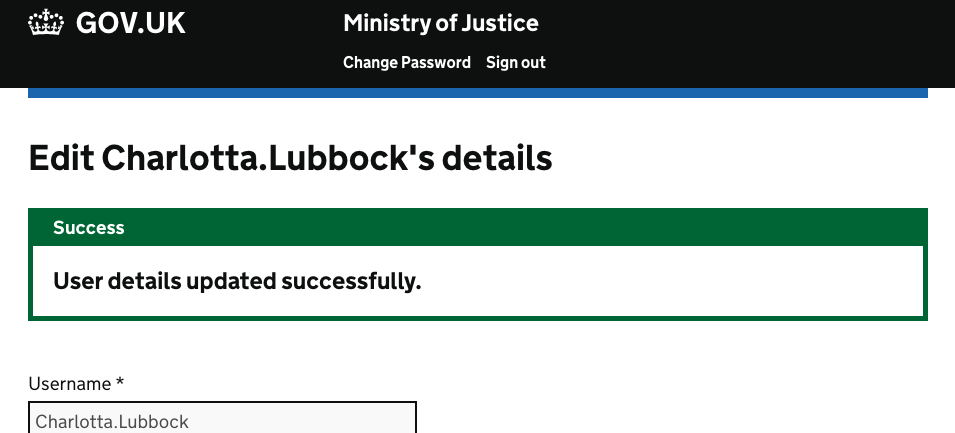 GOV.UK
Ministry of Justice
Change Password Sign out
Edit Charlotta.Lubbock's details
Success
User details updated successfully.
Username *
Charlotta.Lubbock